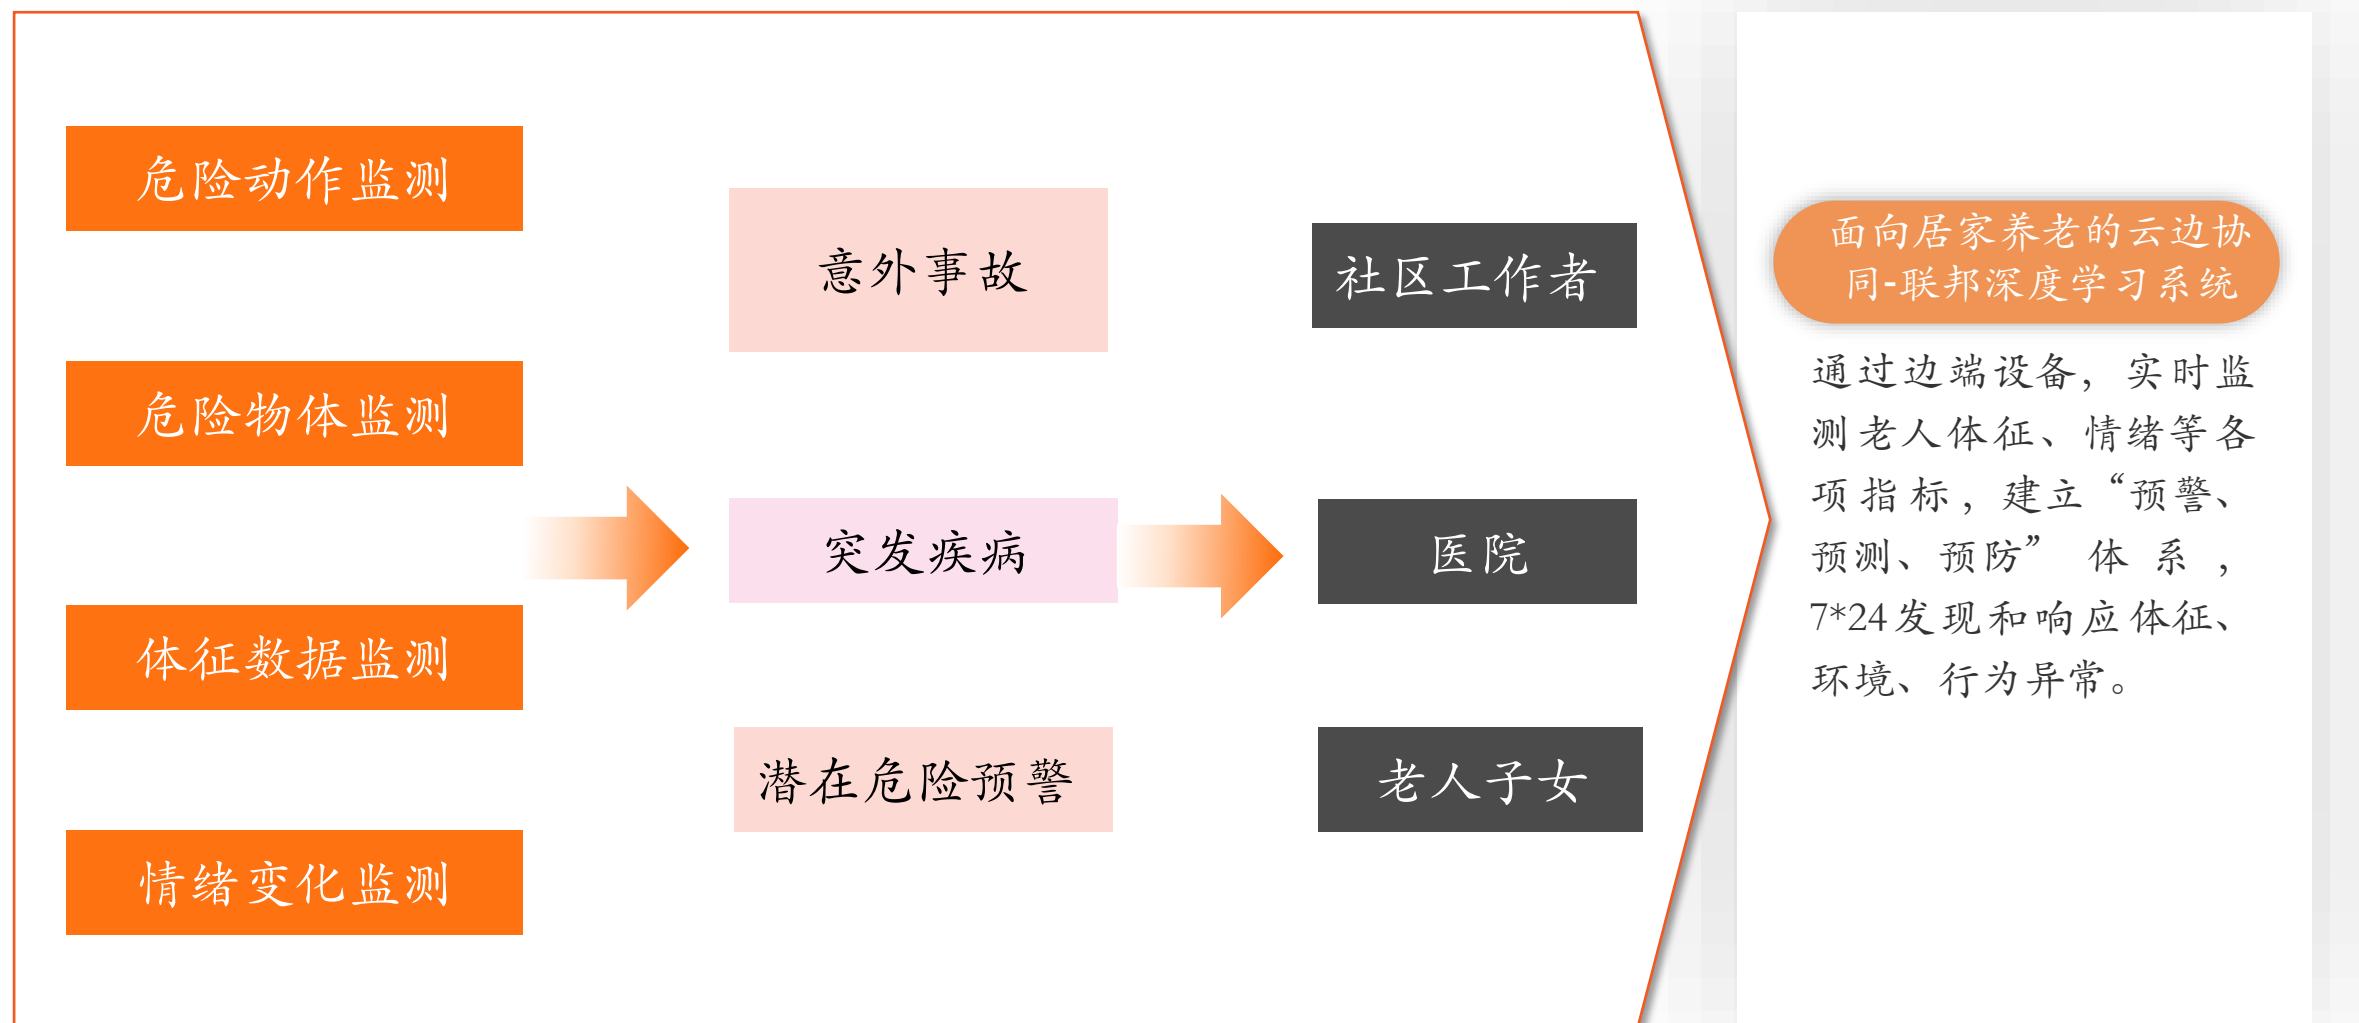 危险动作监测
危险物体监测
体征数据监测
情绪变化监测
意外事故
突发疾病
潜在危险预警
社区工作者
医院
老人子女
面向居家养老的云边协
同-联邦深度学习系统
通过边端设备，实时监
测老人体征、情绪等各
项指标，建立“预警、
预测、预防”体系，
7*24发现和响应体征、
环境、行为异常。